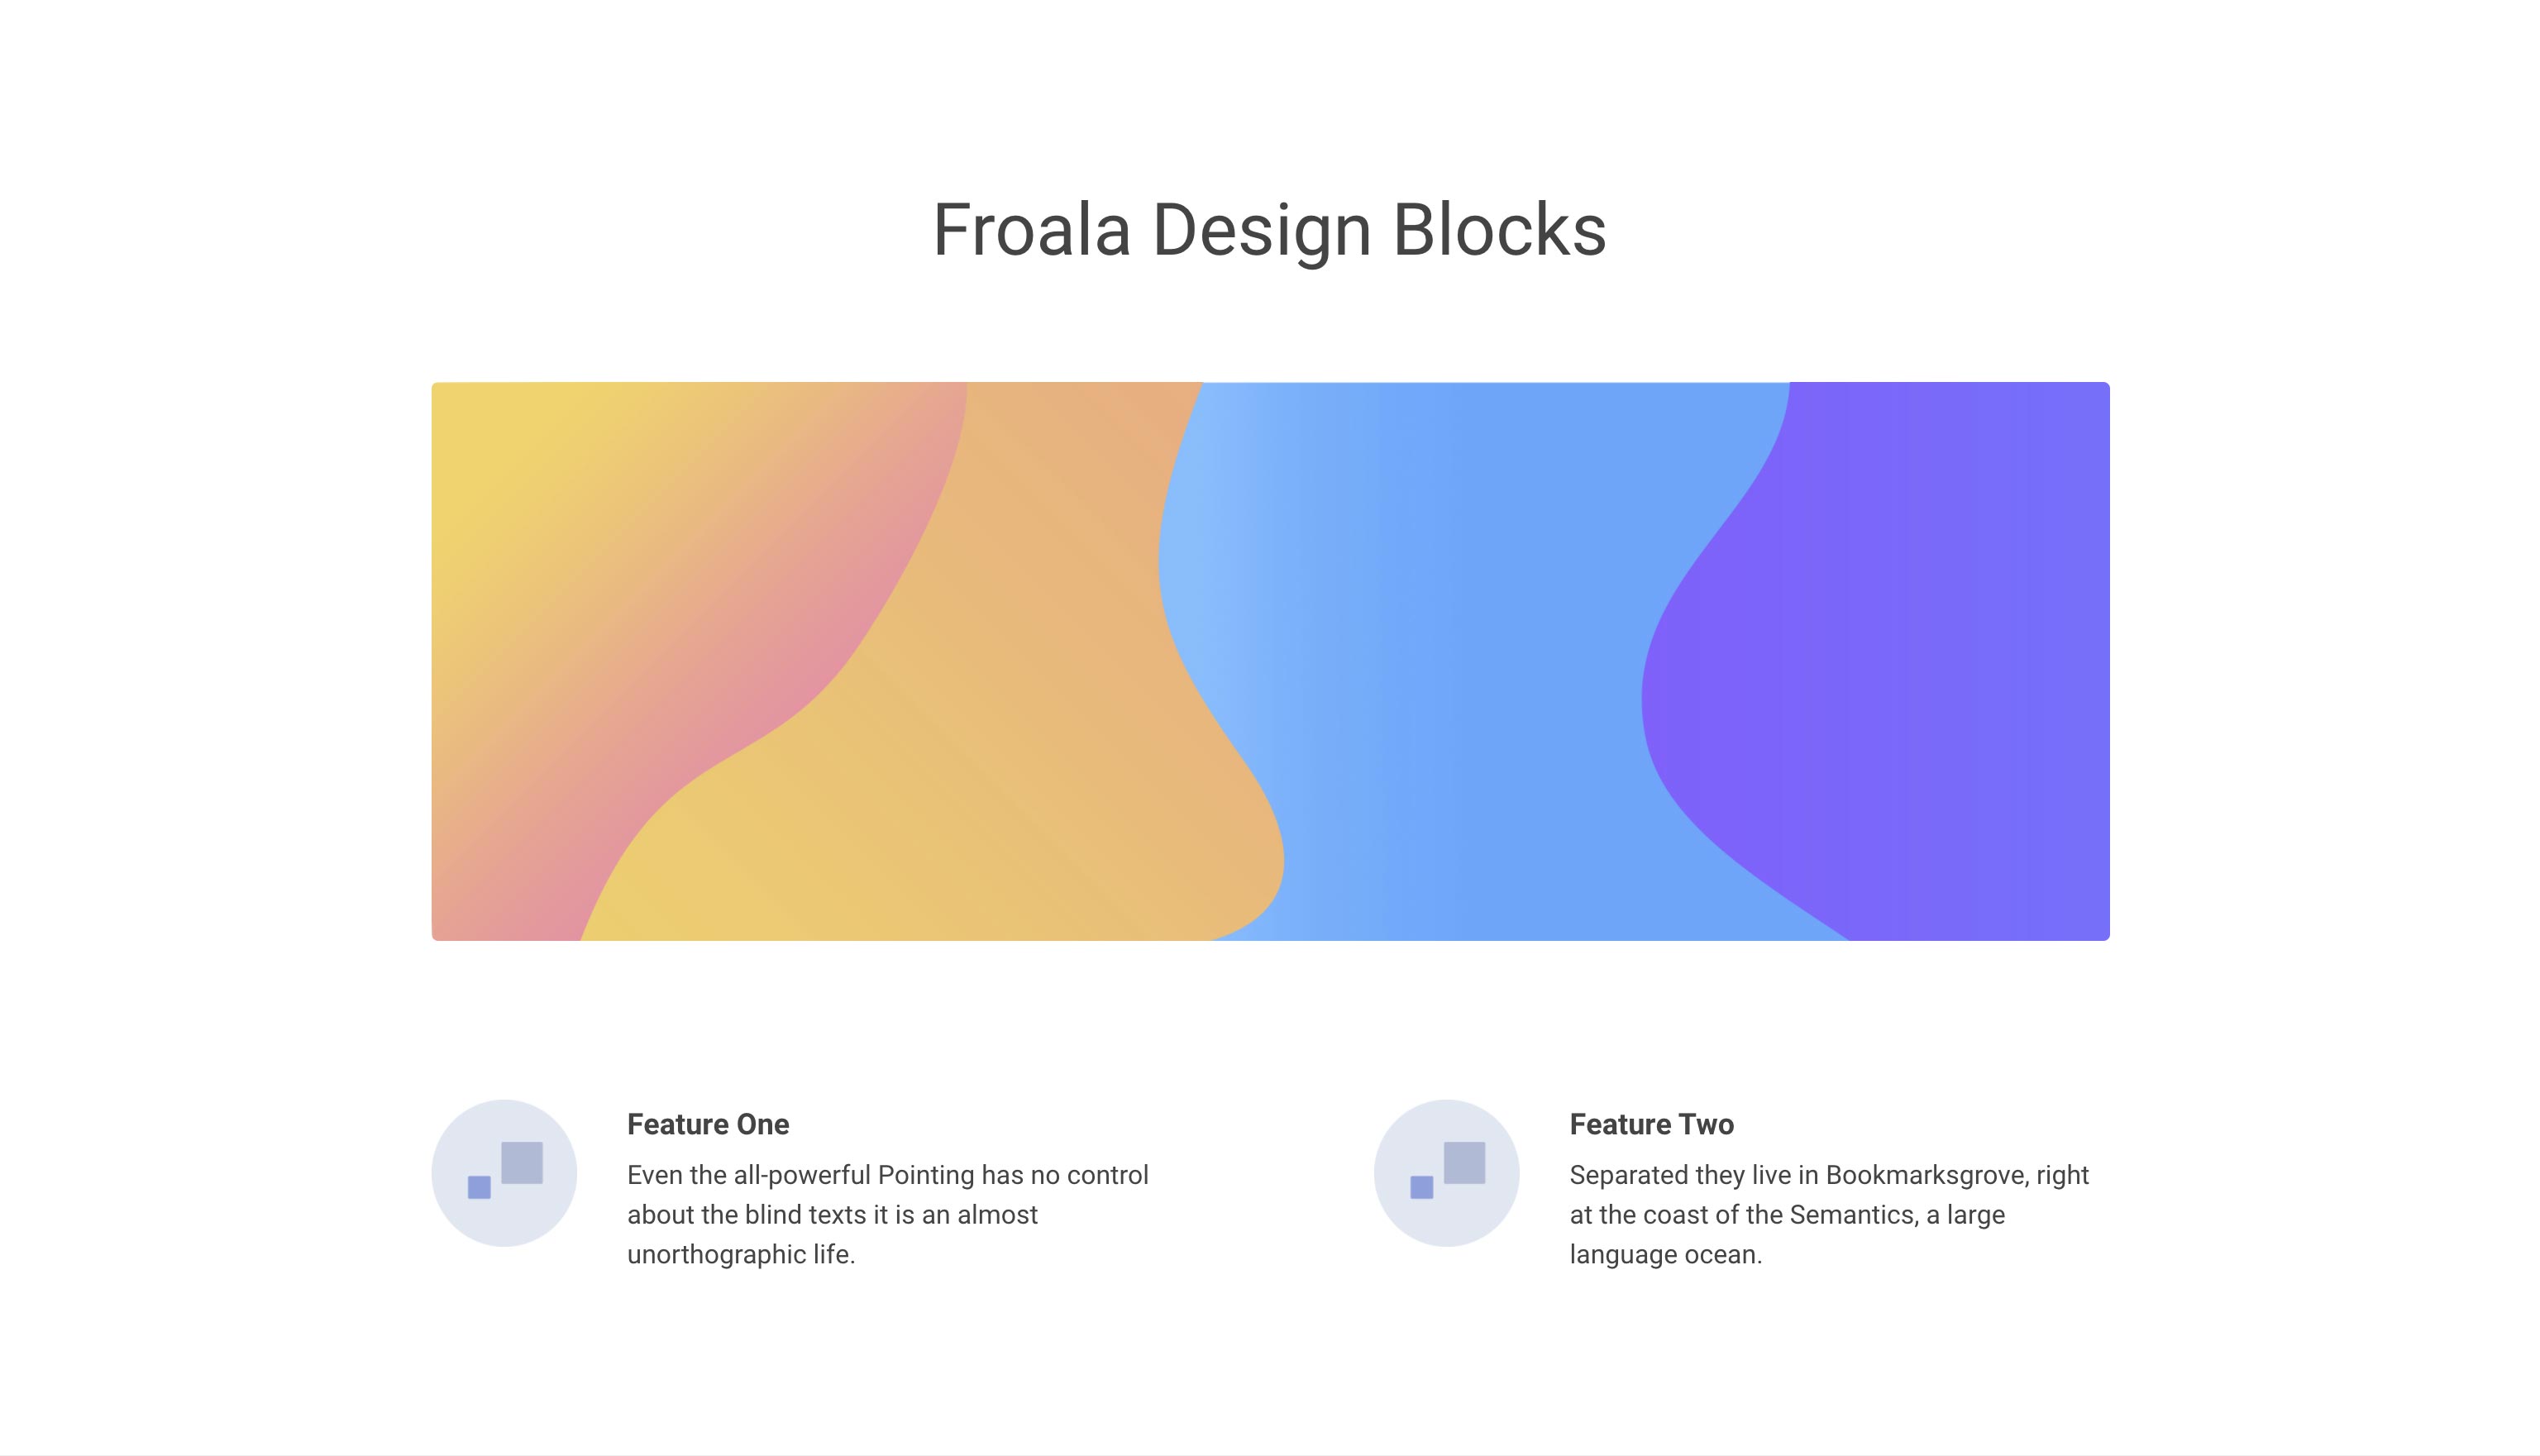 Froala Design Blocks
Feature One
Even the all-powerful Pointing has no control
about the blind texts it is an almost
unorthographic life.
Feature Two
Separated they live in Bookmarksgrove, right
at the coast of the Semantics, a large
language ocean.